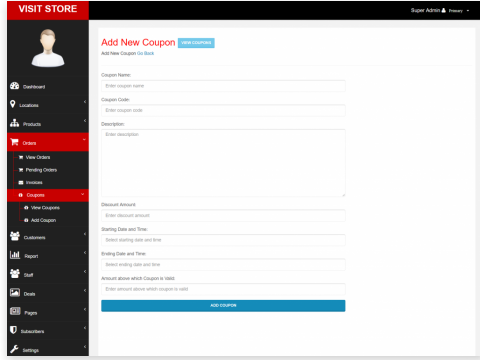 VISIT STORE
Super Admin Primary
Add New Coupon VIEW COUPONS
Add New Coupon Go Back
Dashboard
Locations
Products
Orders
View Orders
Pending Orders
Invoices
Coupons
View Coupons
Add Coupon
Customers
Report
Staff
Deals
Pages
Subscribers
Settings
Coupon Name:
Enter coupon name
Coupon Code:
Enter coupon code
Description:
Enter description
Discount Amount:
Enter discount amount
Starting Date and Time:
Select starting date and time
Ending Date and Time:
Select ending date and time
Amount above which Coupon is Valid:
Enter amount above which coupon is valid
ADD COUPON